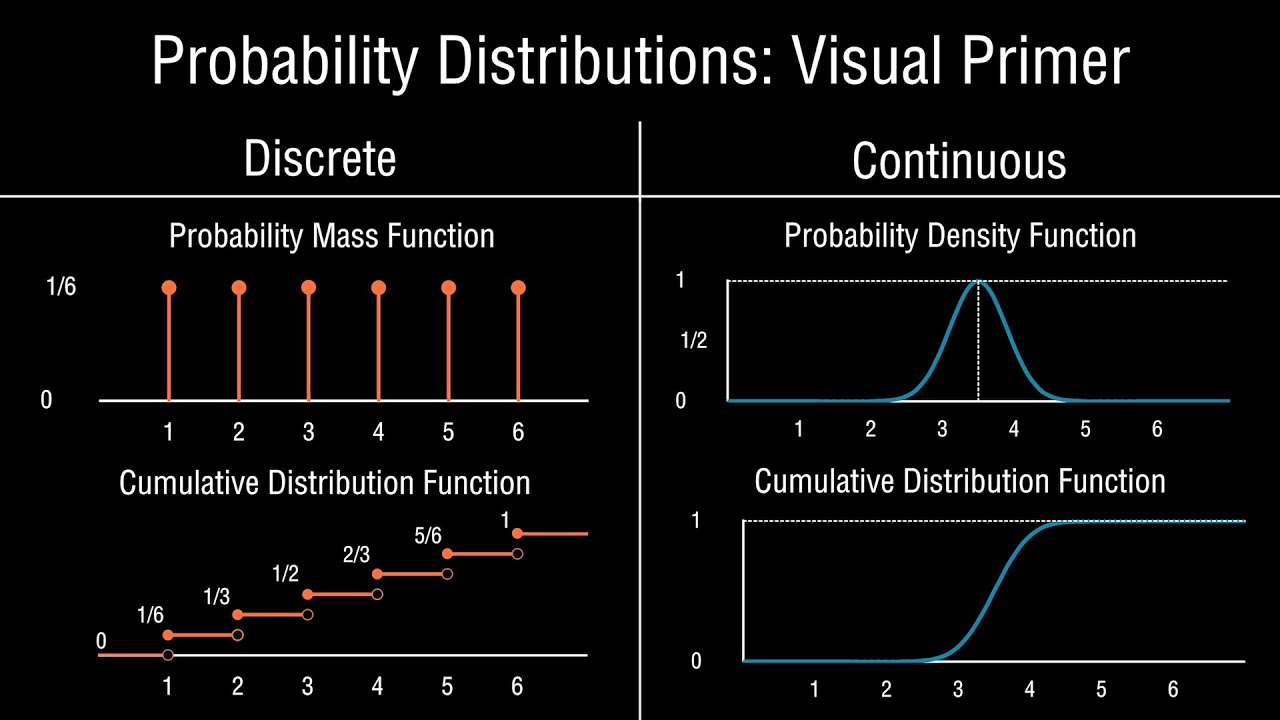 Probability Distributions: Visual Primer
Discrete
Probability Mass Function
1/6
0
1 2 3 4 5 6
Cumulative Distribution Function
1
5/6
2/3
1/2
1/3
1/6
0
1 2 3 4 5 6
Continuous
Probability Density Function
1
1/2
0
1 2 3 4 5 6
Cumulative Distribution Function
1
0
1 2 3 4 5 6